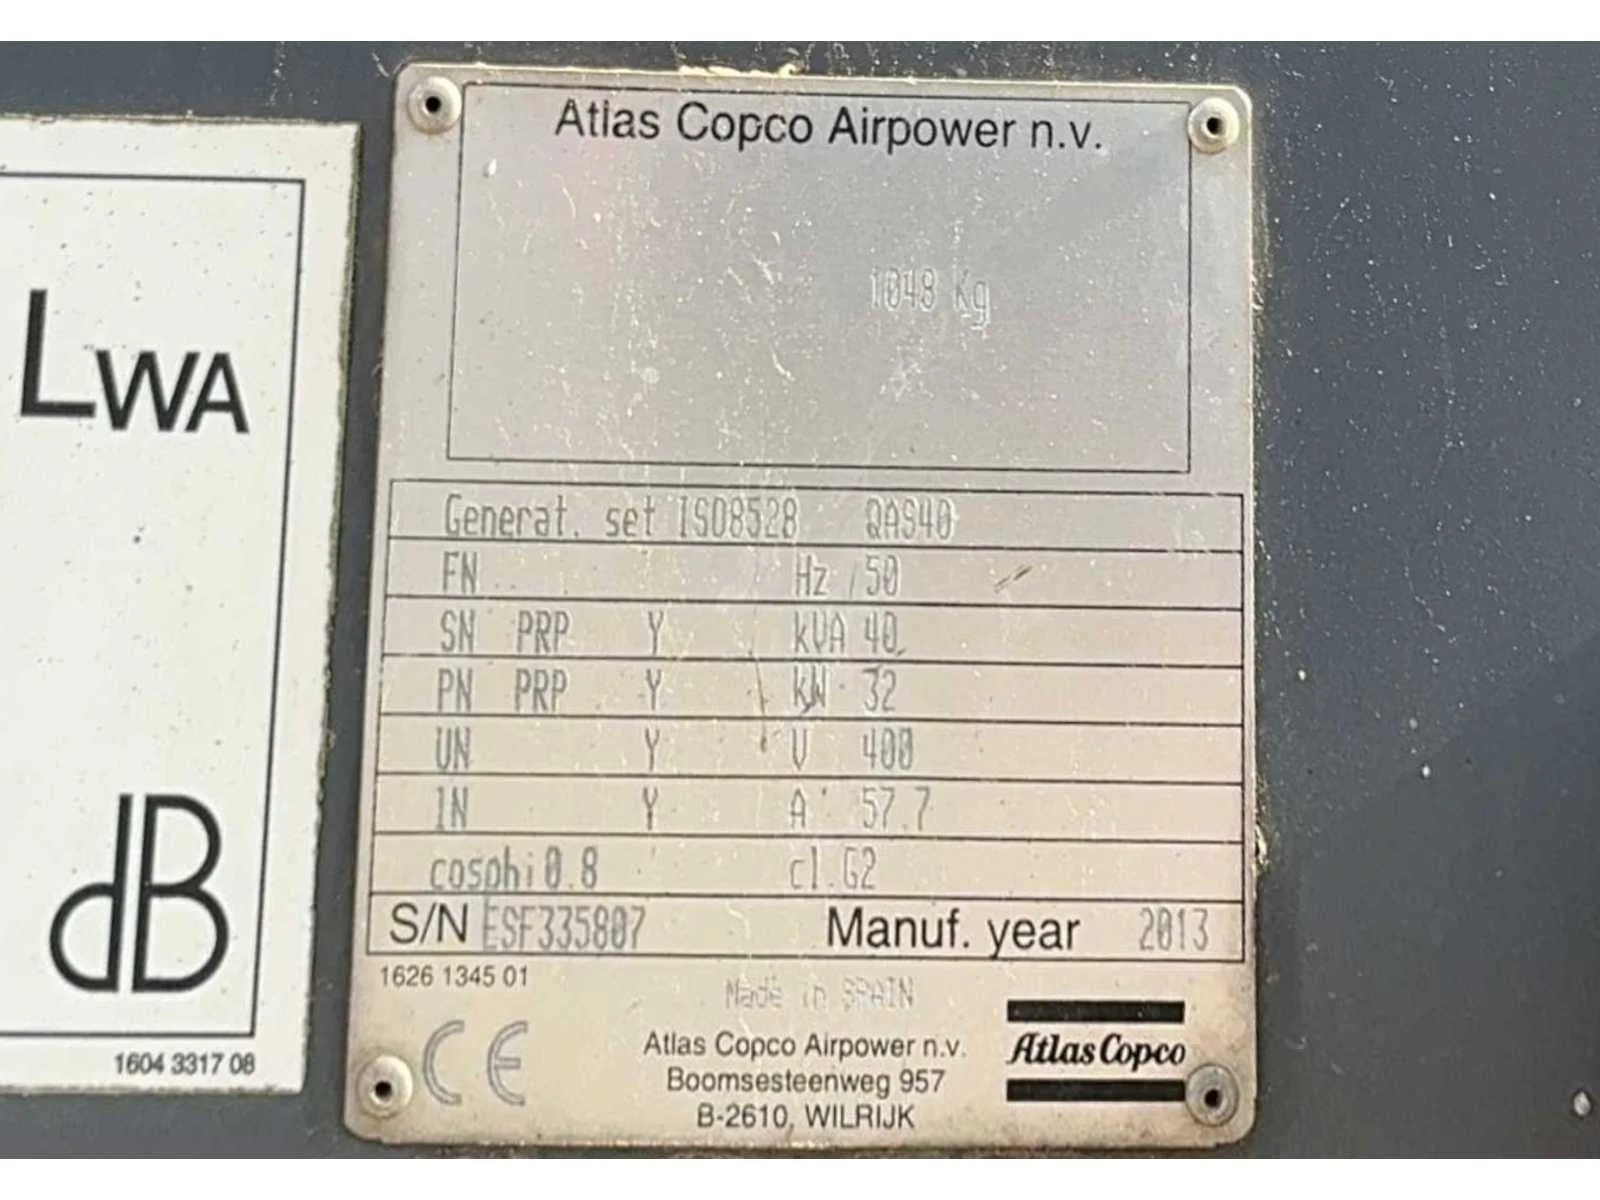 Atlas Copco Airpower n.v.
1048 Kg
LWA
Generat. set ISO8528 QAS40
FN Hz 50
SN PRP Y kVA 40
PN PRP Y kW 32
UN Y V 400
IN Y A 57.7
cosphi 0.8 cl.G2
S/N ESF335807 Manuf. year 2013
1626 1345 01
Made in SPAIN
CE
Atlas Copco Airpower n.v.
Boomsesteenweg 957
B-2610, WILRIJK
Atlas Copco
dB
1604 3317 08